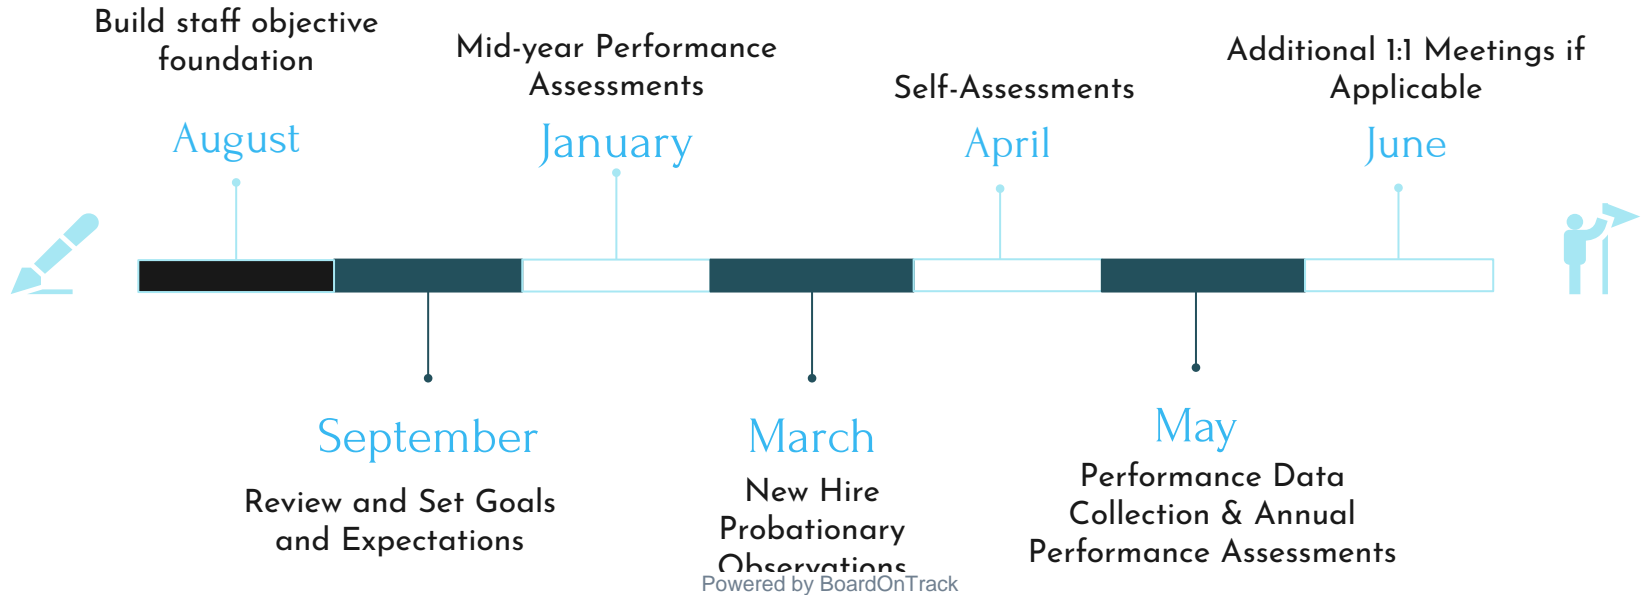 Build staff objective
foundation
August
September
Review and Set Goals
and Expectations
Mid-year Performance
Assessments
January
March
New Hire
Probationary
Observations
Self-Assessments
April
May
Performance Data
Collection & Annual
Performance Assessments
Additional 1:1 Meetings if
Applicable
June
Powered by BoardOnTrack